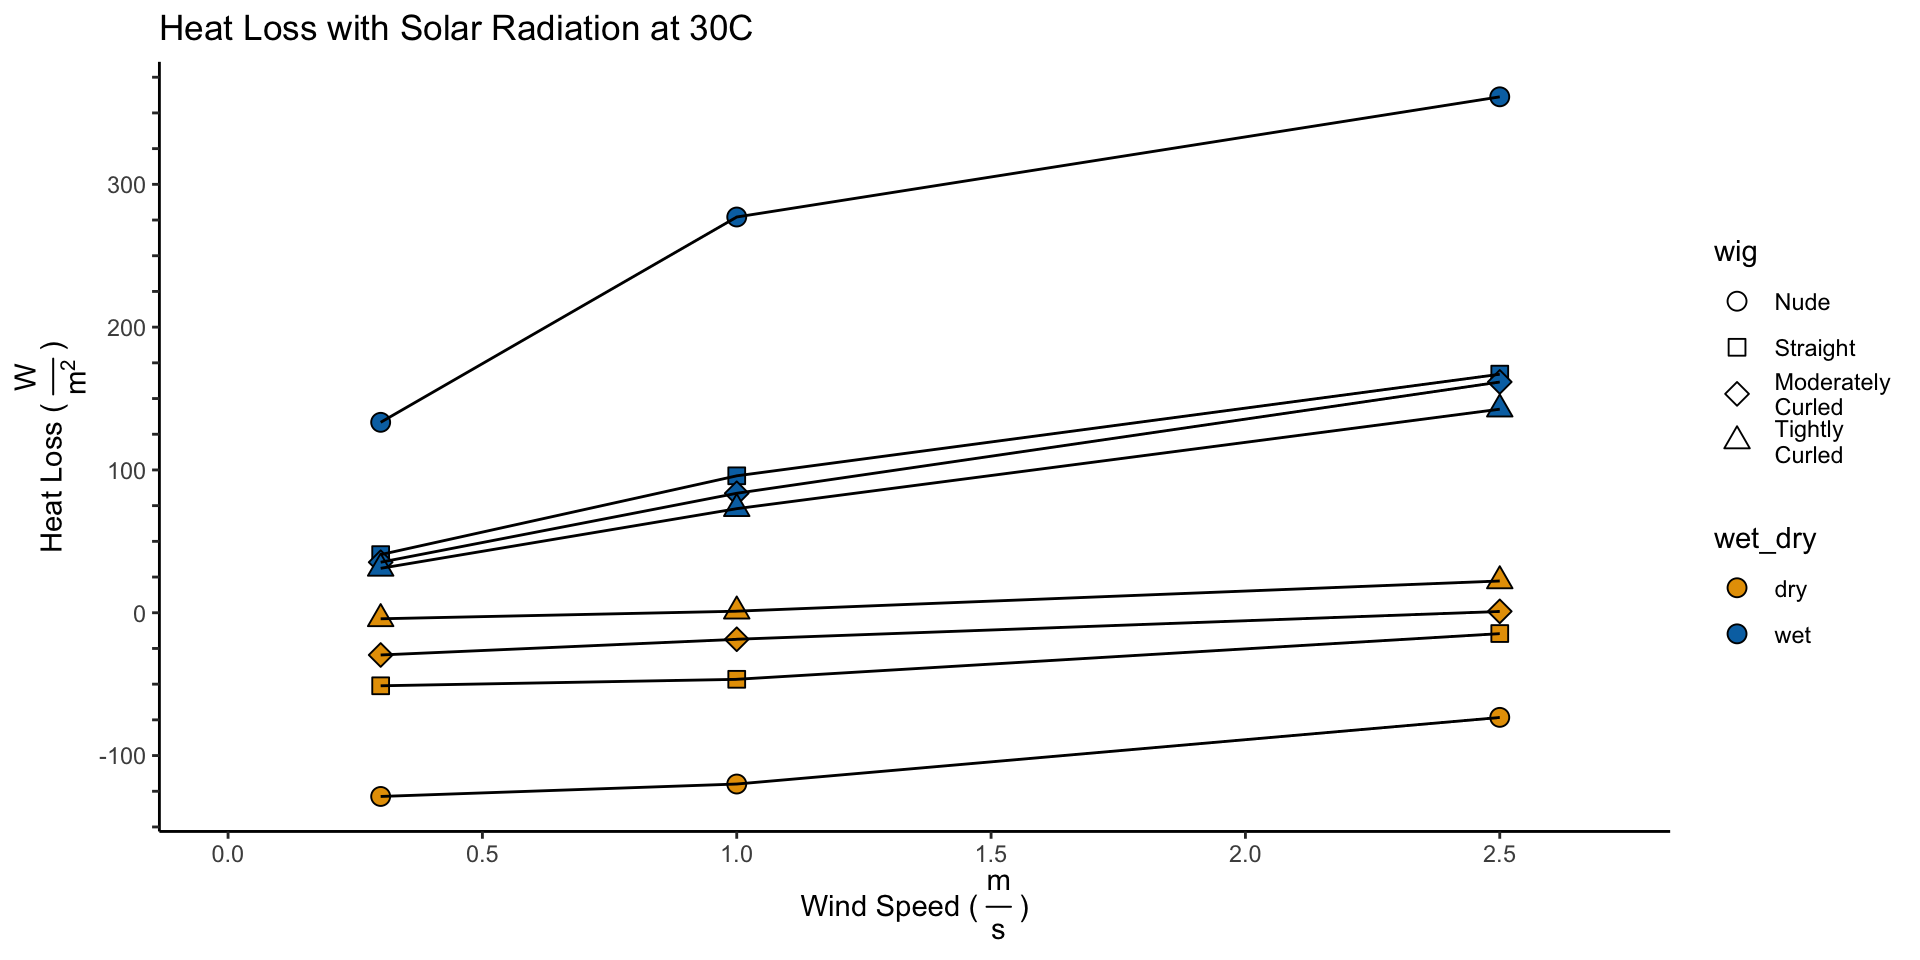 Heat Loss with Solar Radiation at 30C
Heat Loss ( W / m² )
300
200
100
0
-100
0.0 0.5 1.0 1.5 2.0 2.5
Wind Speed ( m / s )
wig
Nude
Straight
Moderately
Curled
Tightly
Curled
wet_dry
dry
wet